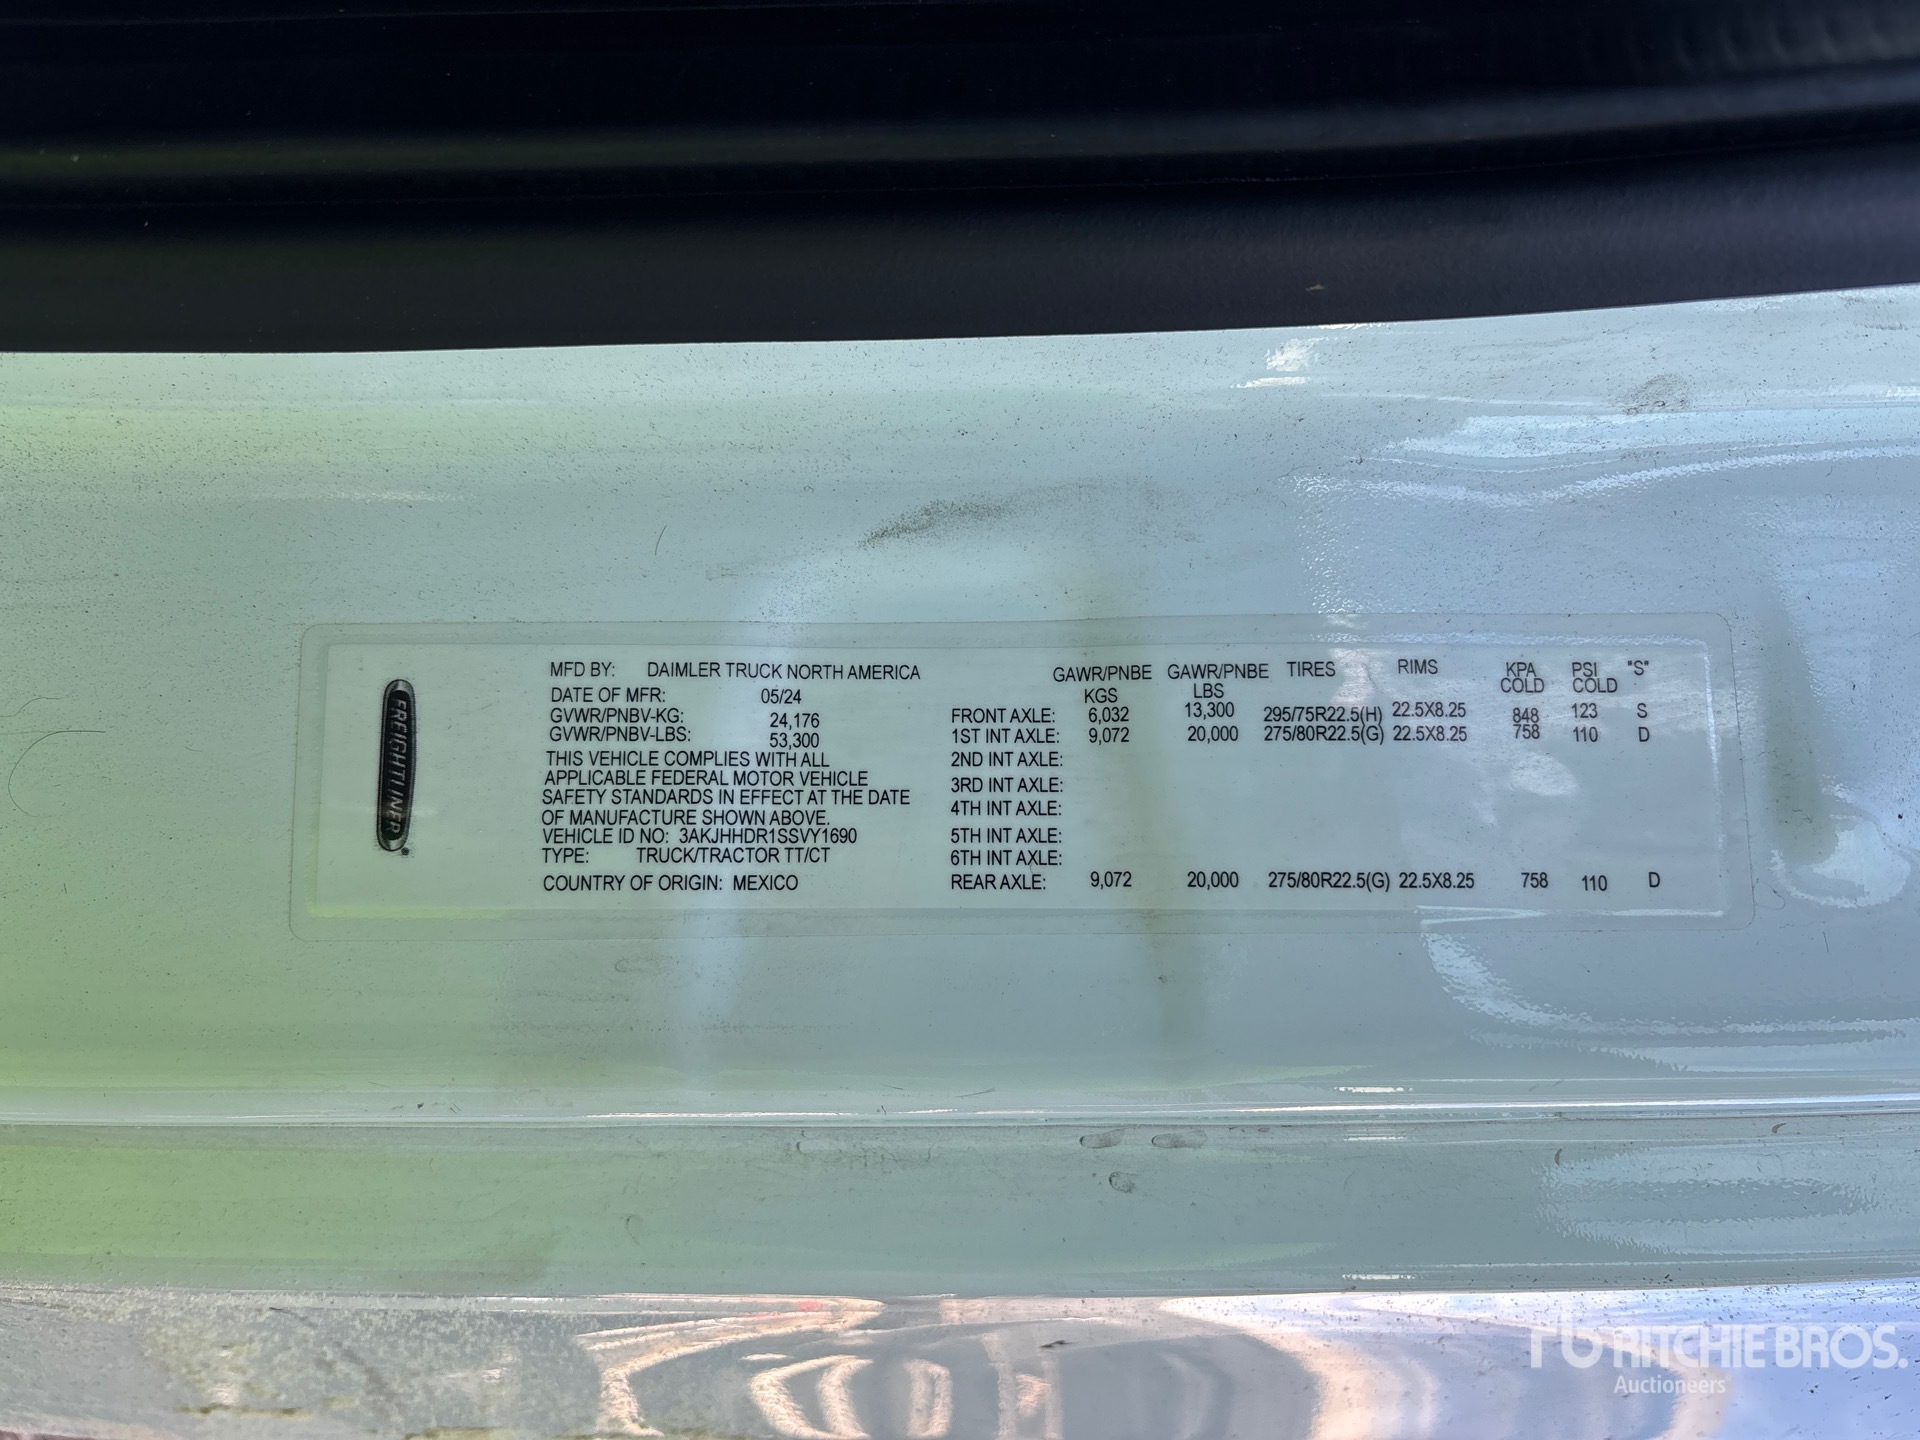 FREIGHTLINER
MFD BY: DAIMLER TRUCK NORTH AMERICA
DATE OF MFR: 05/24
GVWR/PNBV-KG: 24,176
GVWR/PNBV-LBS: 53,300
THIS VEHICLE COMPLIES WITH ALL
APPLICABLE FEDERAL MOTOR VEHICLE
SAFETY STANDARDS IN EFFECT AT THE DATE
OF MANUFACTURE SHOWN ABOVE.
VEHICLE ID NO: 3AKJHHDR1SSVY1690
TYPE: TRUCK/TRACTOR TT/CT
COUNTRY OF ORIGIN: MEXICO
GAWR/PNBE GAWR/PNBE TIRES RIMS KPA PSI "S"
KGS LBS COLD COLD
FRONT AXLE: 6,032 13,300 295/75R22.5(H) 22.5X8.25 848 123 S
1ST INT AXLE: 9,072 20,000 275/80R22.5(G) 22.5X8.25 758 110 D
2ND INT AXLE:
3RD INT AXLE:
4TH INT AXLE:
5TH INT AXLE:
6TH INT AXLE:
REAR AXLE: 9,072 20,000 275/80R22.5(G) 22.5X8.25 758 110 D
rb RITCHIE BROS.
Auctioneers